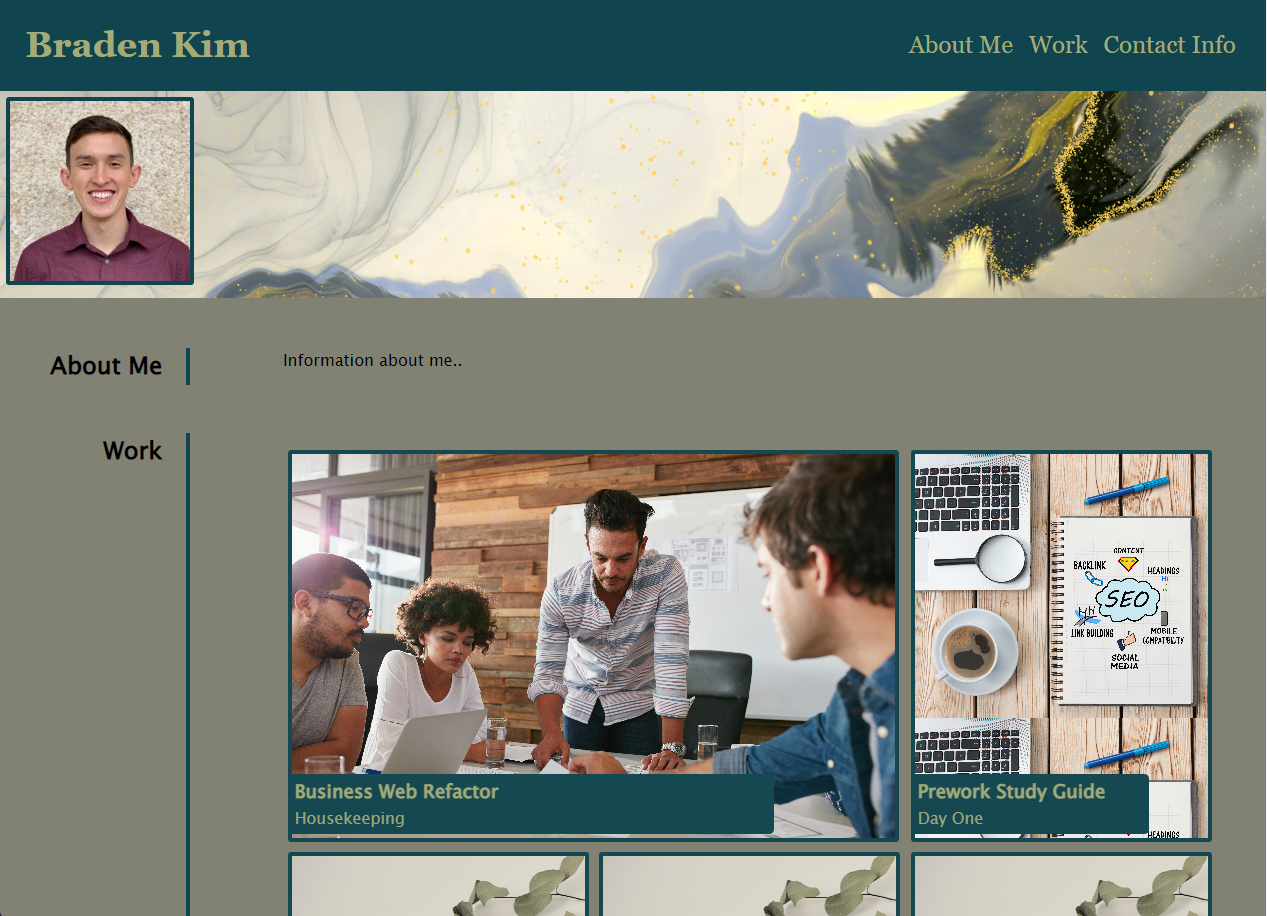 Braden Kim
About Me Work Contact Info
About Me
Information about me..
Work
CONTENT
BACKLINK
HEADINGS
H1
SEO
LINK BUILDING
MOBILE
COMPATIBILITY
SOCIAL
MEDIA
Business Web Refactor
Housekeeping
Prework Study Guide
Day One
HEADINGS